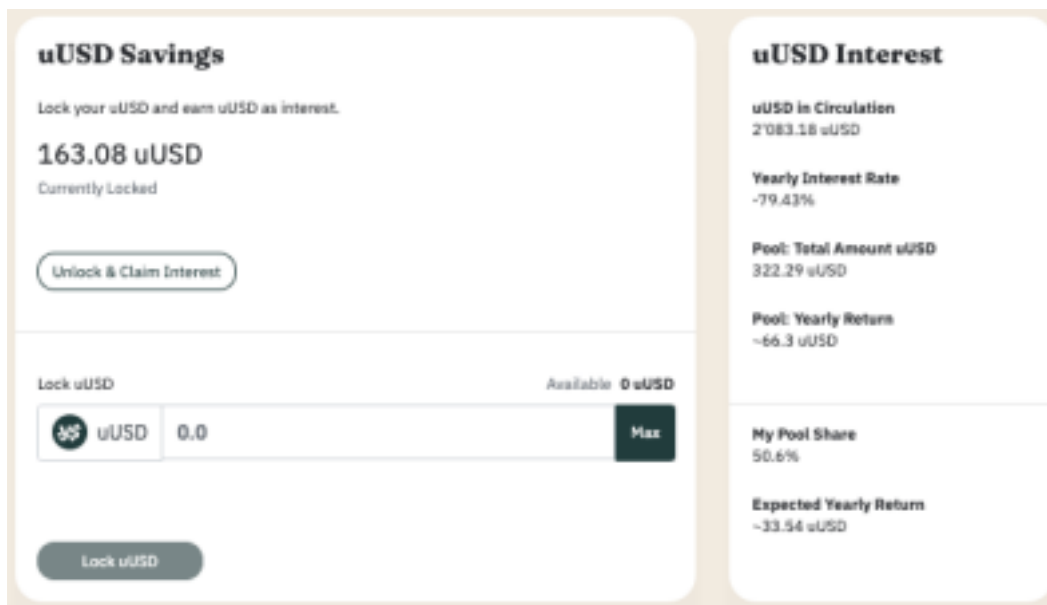 uUSD Savings
Lock your uUSD and earn uUSD as interest.
163.08 uUSD
Currently Locked
Unlock & Claim Interest
Lock uUSD
Available 0 uUSD
uUSD
0.0
Max
Lock uUSD
uUSD Interest
uUSD in Circulation
2'083.18 uUSD
Yearly Interest Rate
-79.43%
Pool: Total Amount uUSD
322.29 uUSD
Pool: Yearly Return
~66.3 uUSD
My Pool Share
50.6%
Expected Yearly Return
~33.54 uUSD